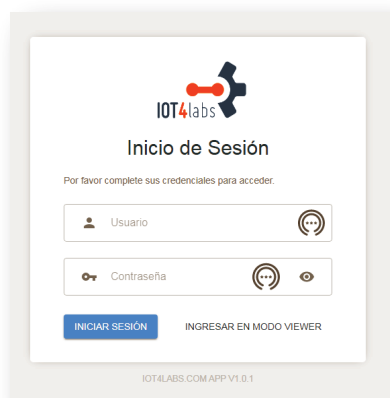 IOT4labs
Inicio de Sesión
Por favor complete sus credenciales para acceder.
Usuario
Contraseña
INICIAR SESIÓN
INGRESAR EN MODO VIEWER
IOT4LABS.COM APP V1.0.1